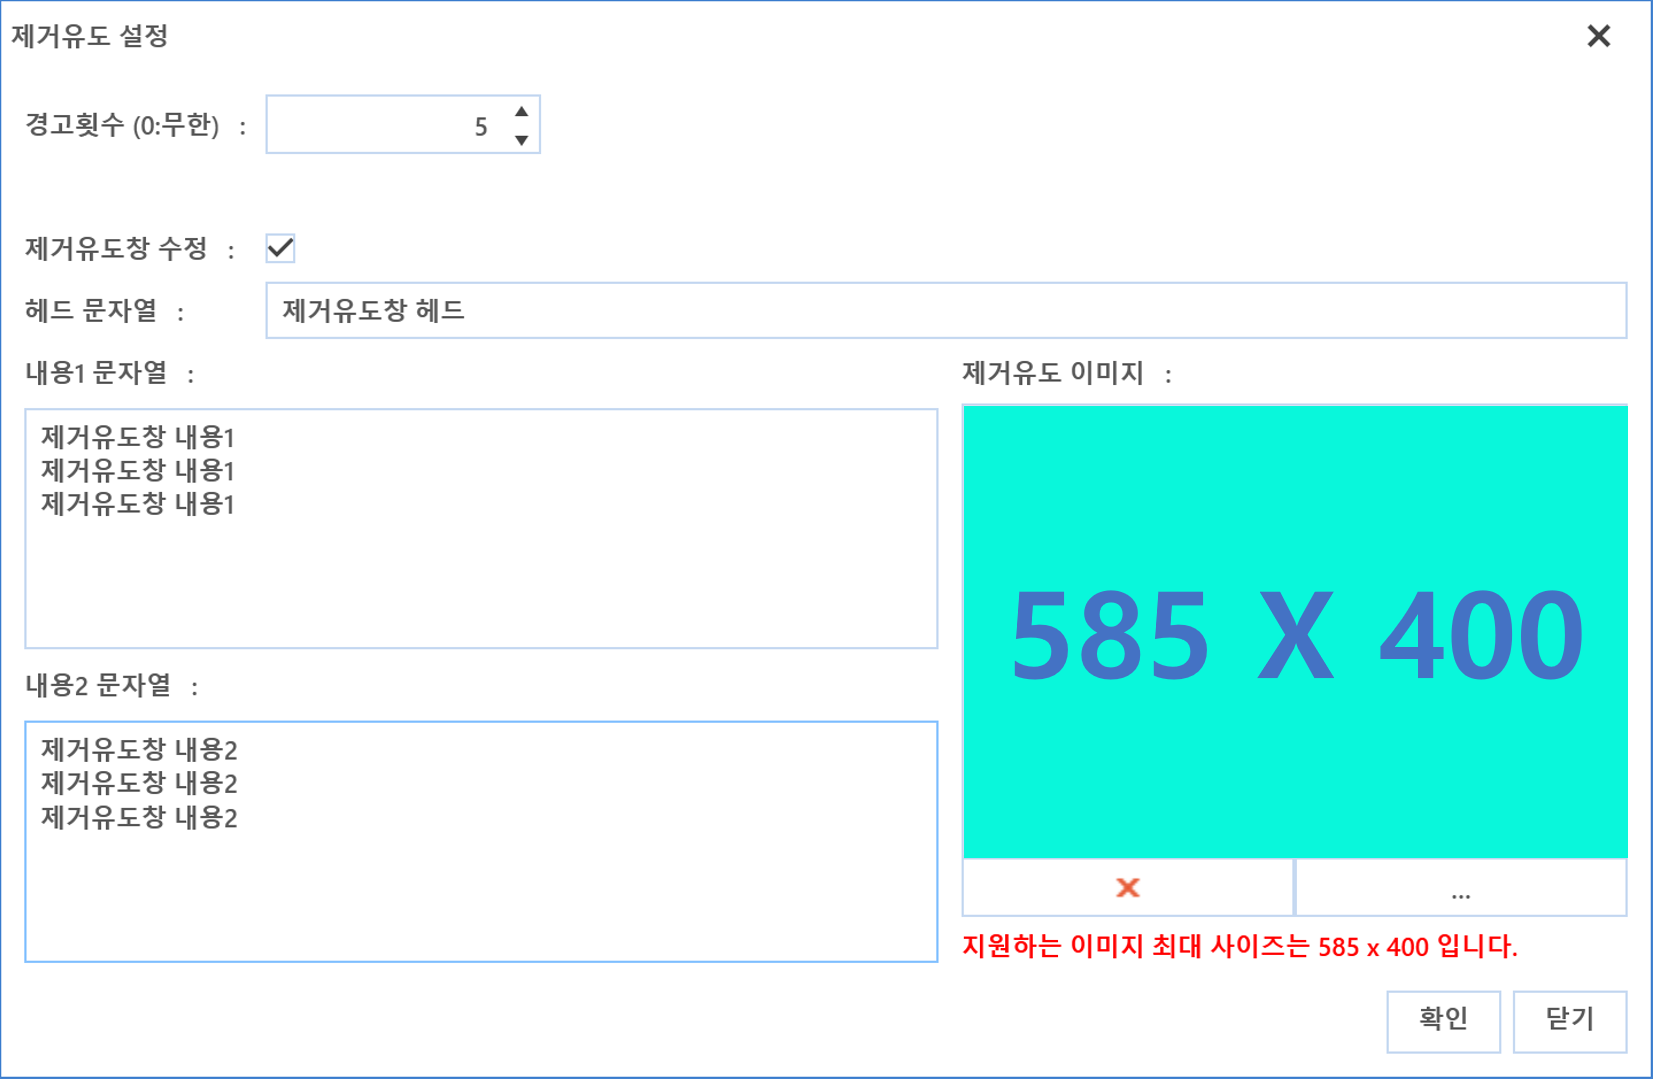 제거유도 설정
경고횟수 (0:무한) :
5
제거유도창 수정 :
헤드 문자열 :
제거유도창 헤드
내용1 문자열 :
제거유도창 내용1
제거유도창 내용1
제거유도창 내용1
내용2 문자열 :
제거유도창 내용2
제거유도창 내용2
제거유도창 내용2
제거유도 이미지 :
585 X 400
...
지원하는 이미지 최대 사이즈는 585 x 400 입니다.
확인
닫기